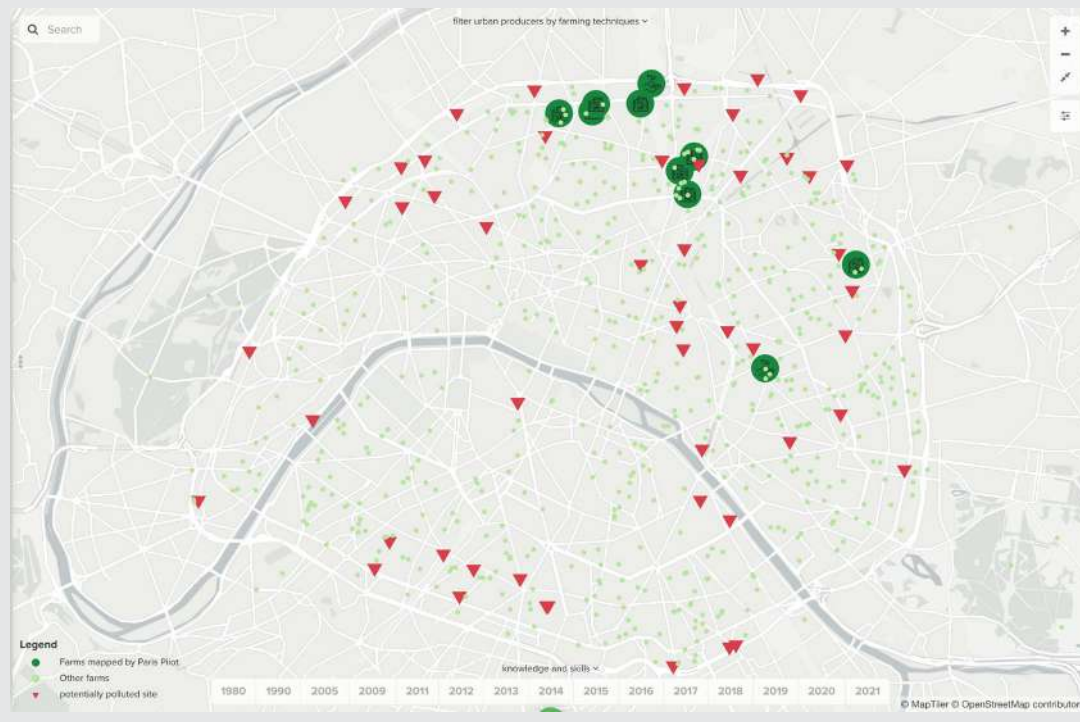 Search
filter urban producers by farming techniques
Legend
Farms mapped by Paris Pilot
Other farms
potentially polluted site
knowledge and skills
1980 1990 2005 2009 2011 2012 2013 2014 2015 2016 2017 2018 2019 2020 2021
© MapTiler © OpenStreetMap contributor